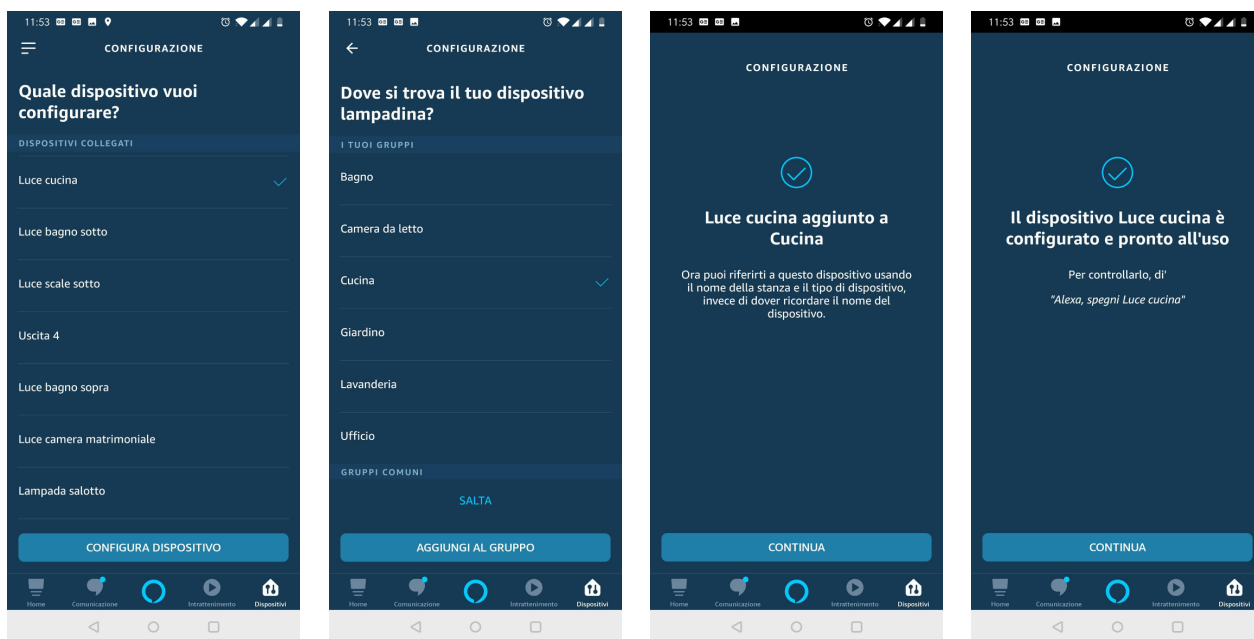 11:53
CONFIGURAZIONE
Quale dispositivo vuoi
configurare?
DISPOSITIVI COLLEGATI
Luce cucina
Luce bagno sotto
Luce scale sotto
Uscita 4
Luce bagno sopra
Luce camera matrimoniale
Lampada salotto
CONFIGURA DISPOSITIVO
Home
Comunicazione
Intrattenimento
Dispositivi
11:53
CONFIGURAZIONE
Dove si trova il tuo dispositivo
lampadina?
I TUOI GRUPPI
Bagno
Camera da letto
Cucina
Giardino
Lavanderia
Ufficio
GRUPPI COMUNI
SALTA
AGGIUNGI AL GRUPPO
Home
Comunicazione
Intrattenimento
Dispositivi
11:53
CONFIGURAZIONE
Luce cucina aggiunto a
Cucina
Ora puoi riferirti a questo dispositivo usando
il nome della stanza e il tipo di dispositivo,
invece di dover ricordare il nome del
dispositivo.
CONTINUA
Home
Comunicazione
Intrattenimento
Dispositivi
11:53
CONFIGURAZIONE
Il dispositivo Luce cucina è
configurato e pronto all'uso
Per controllarlo, di'
"Alexa, spegni Luce cucina"
CONTINUA
Home
Comunicazione
Intrattenimento
Dispositivi